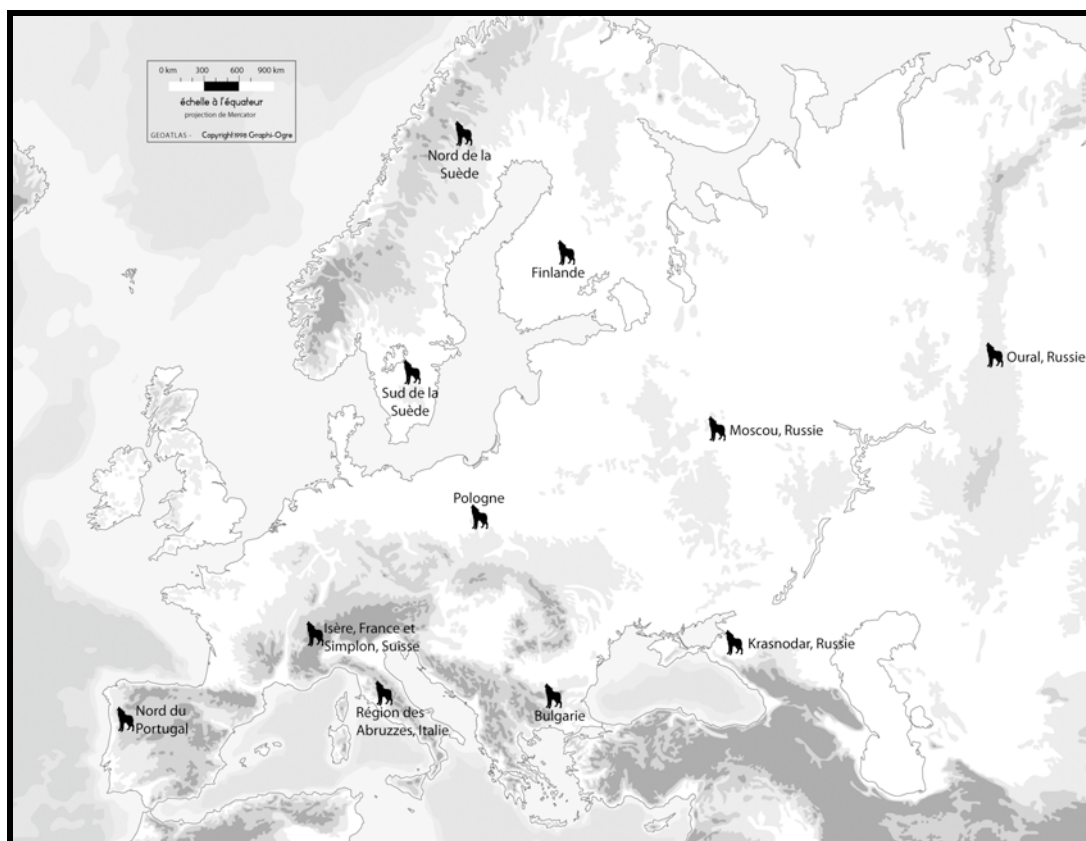 0 km 300 600 900 km
échelle à l'équateur
projection de Mercator
GEOATLAS - Copyright1998 Graphi-Ogre
Nord de la
Suède
Finlande
Oural, Russie
Sud de la
Suède
Moscou, Russie
Pologne
Isère, France et
Simplon, Suisse
Krasnodar, Russie
Nord du
Portugal
Région des
Abruzzes, Italie
Bulgarie